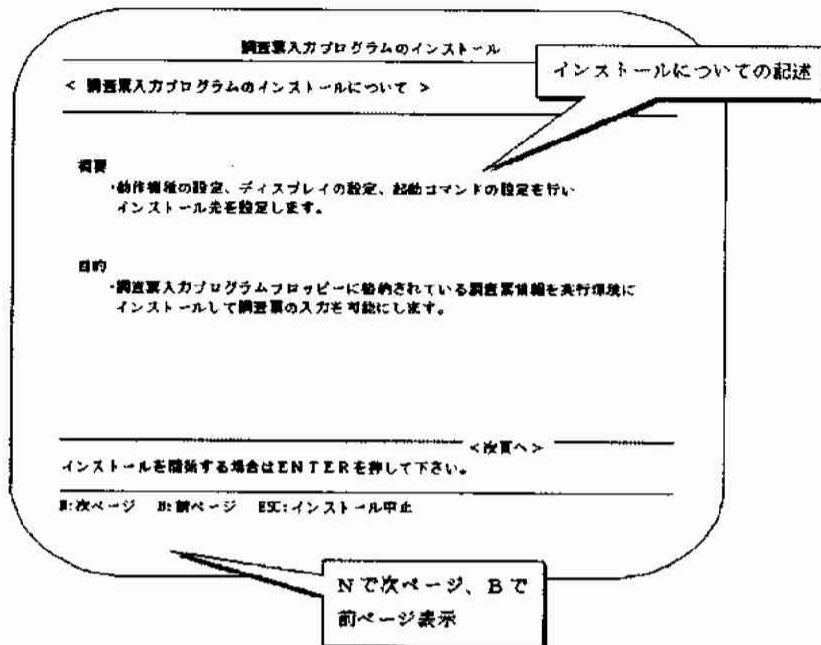 調査票入力プログラムのインストール
インストールについての記述
< 調査票入力プログラムのインストールについて >
概要
・動作機種の設定、ディスプレイの設定、起動コマンドの設定を行い
インストール先を設定します。
目的
・調査票入力プログラムフロッピーに格納されている調査票情報を実行環境に
インストールして調査票の入力を可能にします。
<次頁へ>
インストールを開始する場合はENTERを押して下さい。
N:次ページ B:前ページ ESC:インストール中止
Nで次ページ、Bで
前ページ表示